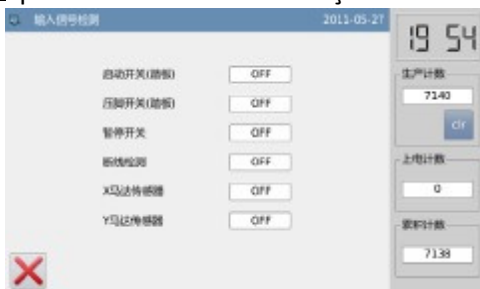 输入信号检测 2011-05-27
19 54
启动开关(踏板) OFF
压脚开关(踏板) OFF
暂停开关 OFF
断线检测 OFF
X马达传感器 OFF
Y马达传感器 OFF
生产计数
7140
clr
上电计数
0
累积计数
7138